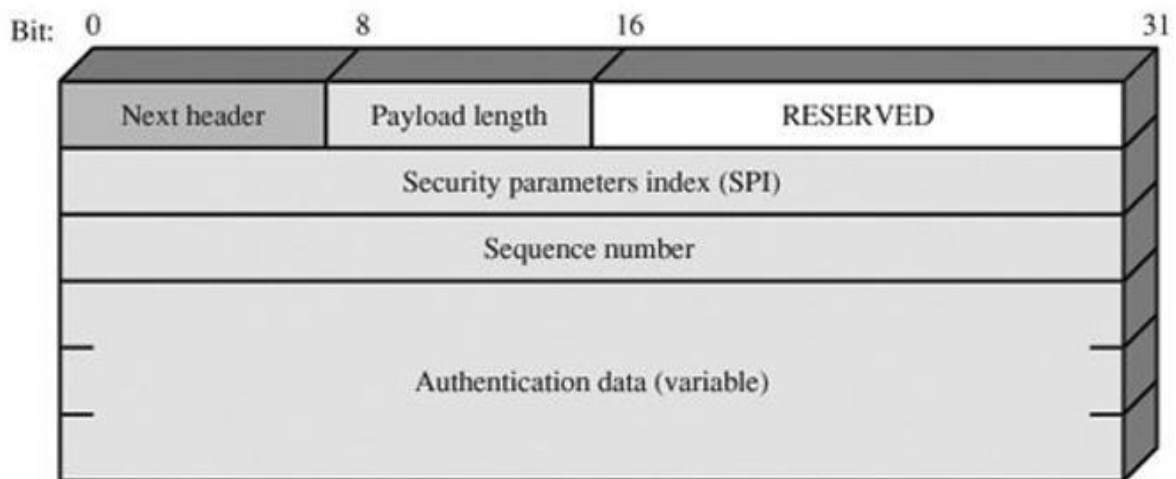 Bit: 0 8 16 31
Next header Payload length RESERVED
Security parameters index (SPI)
Sequence number
Authentication data (variable)